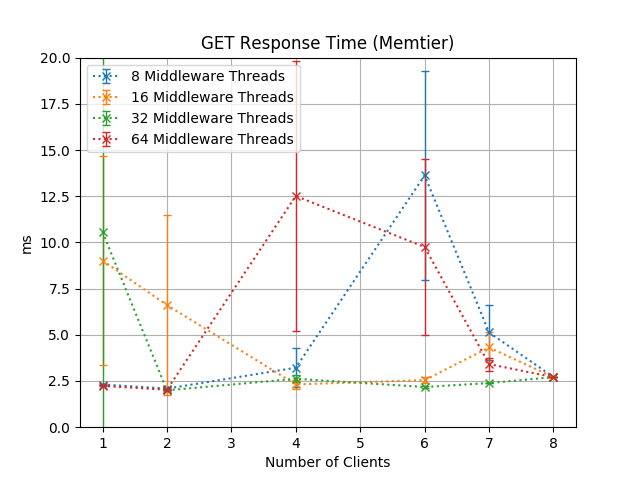 GET Response Time (Memtier)
20.0
17.5
15.0
12.5
10.0
7.5
5.0
2.5
0.0
ms
8 Middleware Threads
16 Middleware Threads
32 Middleware Threads
64 Middleware Threads
1 2 3 4 5 6 7 8
Number of Clients